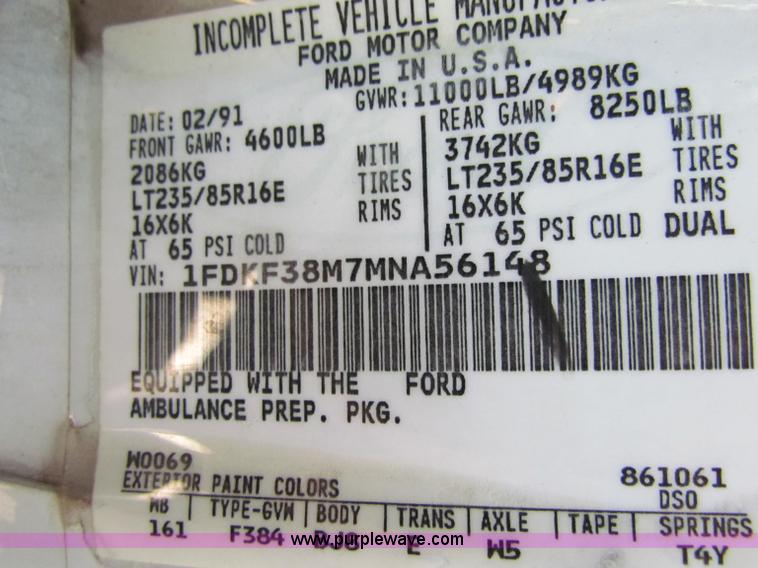 INCOMPLETE VEHICLE
FORD MOTOR COMPANY
MADE IN U.S.A.
GVWR: 11000LB/4989KG
DATE: 02/91
FRONT GAWR: 4600LB
2086KG WITH
LT235/85R16E TIRES
16X6K RIMS
AT 65 PSI COLD
REAR GAWR: 8250LB
3742KG WITH
LT235/85R16E TIRES
16X6K RIMS
AT 65 PSI COLD DUAL
VIN: 1FDKF38M7MNA56148
EQUIPPED WITH THE FORD
AMBULANCE PREP. PKG.
W0069
EXTERIOR PAINT COLORS 861061
DSO
WB TYPE-GVW BODY TRANS AXLE TAPE SPRINGS
161 F384 E W5 T4Y
www.purplewave.com